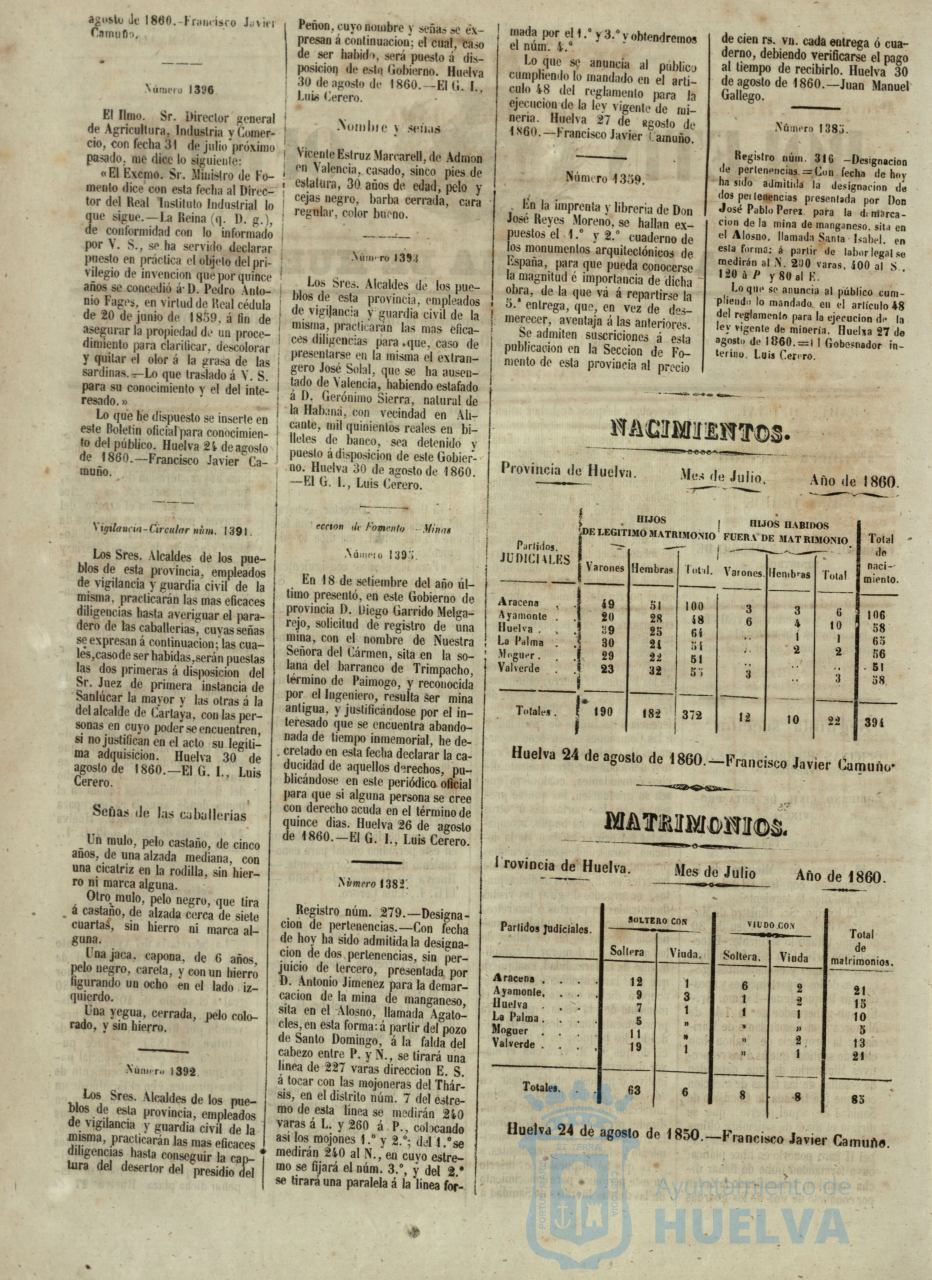 agosto de 1860.-Francisco Javier
Camuño.
Número 1396
El Ilmo. Sr. Director general
de Agricultura, Industria y Comer-
cio, con fecha 31 de julio próximo
pasado, me dice lo siguiente:
«El Excmo. Sr. Ministro de Fo-
mento dice con esta fecha al Direc-
tor del Real Instituto Industrial lo
que sigue.—La Reina (q. D. g.),
de conformidad con lo informado
por V. S., se ha servido declarar
puesto en práctica el objeto del pri-
vilegio de invencion que por quince
años se concedió á D. Pedro Anto-
nio Fages, en virtud de Real cédula
de 20 de junio de 1859, á fin de
asegurar la propiedad de un proce-
dimiento para clarificar, descolorar
y quitar el olor á la grasa de las
sardinas.—Lo que traslado á V. S.
para su conocimiento y el del inte-
resado.»
Lo que he dispuesto se inserte en
este Boletin oficial para conocimien-
to del público. Huelva 24 de agosto
de 1860.—Francisco Javier Ca-
muño.
Vigilancia-Circular núm. 1391.
Los Sres. Alcaldes de los pue-
blos de esta provincia, empleados
de vigilancia y guardia civil de la
misma, practicarán las mas eficaces
diligencias hasta averiguar el para-
dero de las caballerias, cuyas señas
se expresan á continuacion; las cua-
les, caso de ser habidas, serán puestas
las dos primeras á disposicion del
Sr. Juez de primera instancia de
Sanlúcar la mayor y las otras á la
del alcalde de Cartaya, con las per-
sonas en cuyo poder se encuentren,
si no justifican en el acto su legiti-
ma adquisicion. Huelva 30 de
agosto de 1860.—El G. I., Luis
Cerero.
Señas de las caballerias
Un mulo, pelo castaño, de cinco
años, de una alzada mediana, con
una cicatriz en la rodilla, sin hier-
ro ni marca alguna.
Otro mulo, pelo negro, que tira
á castaño, de alzada cerca de siete
cuartas, sin hierro ni marca al-
guna.
Una jaca, capona, de 6 años,
pelo negro, careta, y con un hierro
figurando un ocho en el lado iz-
quierdo.
Una yegua, cerrada, pelo colo-
rado, y sin hierro.
Número 1392
Los Sres. Alcaldes de los pue-
blos de esta provincia, empleados
de vigilancia y guardia civil de la
misma, practicarán las mas eficaces
diligencias hasta conseguir la cap-
tura del desertor del presidio del
Peñon, cuyo nombre y señas se ex-
presan á continuacion; el cual, caso
de ser habido, será puesto á dis-
posicion de este Gobierno. Huelva
30 de agosto de 1860.—El G. I.,
Luis Cerero.
Nombre y señas
Vicente Estruz Marcarell, de Admon
en Valencia, casado, sinco pies de
estatura, 30 años de edad, pelo y
cejas negro, barba cerrada, cara
regular, color bueno.
Número 1393
Los Sres. Alcaldes de los pue-
blos de esta provincia, empleados
de vigilancia y guardia civil de la
misma, practicarán las mas efica-
ces diligencias para que, caso de
presentarse en la misma el extran-
gero José Solal, que se ha ausen-
tado de Valencia, habiendo estafado
á D. Gerónimo Sierra, natural de
la Habana, con vecindad en Ali-
cante, mil quinientos reales en bi-
lletes de banco, sea detenido y
puesto á disposicion de este Gobier-
no. Huelva 30 de agosto de 1860.
—El G. I., Luis Cerero.
eccion de Fomento - Minas
Número 1395
En 18 de setiembre del año úl-
timo presentó, en este Gobierno de
provincia D. Diego Garrido Melga-
rejo, solicitud de registro de una
mina, con el nombre de Nuestra
Señora del Cármen, sita en la so-
lana del barranco de Trimpacho,
término de Paimogo, y reconocida
por el Ingeniero, resulta ser mina
antigua, y justificándose por el in-
teresado que se encuentra abando-
nada de tiempo inmemorial, he de-
cretado en esta fecha declarar la ca-
ducidad de aquellos derechos, pu-
blicándose en este periódico oficial
para que si alguna persona se cree
con derecho acuda en el término de
quince dias. Huelva 26 de agosto
de 1860.—El G. I., Luis Cerero.
Número 1382.
Registro núm. 279.—Designa-
cion de pertenencias.—Con fecha
de hoy ha sido admitida la designa-
cion de dos pertenencias, sin per-
juicio de tercero, presentada por
D. Antonio Jimenez para la demar-
cacion de la mina de manganeso,
sita en el Alosno, llamada Agato-
cles, en esta forma: á partir del pozo
de Santo Domingo, á la falda del
cabezo entre P. y N., se tirará una
linea de 227 varas direccion E. S.
á tocar con las mojoneras del Thár-
sis, en el distrito núm. 7 del estre-
mo de esta línea se medirán 240
varas á L. y 260 á P., colocando
asi los mojones 1.º y 2.º; del 1.º se
medirán 240 al N., en cuyo estre-
mo se fijará el núm. 3.º, y del 2.º
se tirará una paralela á la línea for-
mada por el 1.º y 3.º y obtendremos
el núm. 4.º
Lo que se anuncia al público
cumpliendo lo mandado en el arti-
culo 48 del reglamento para la
ejecucion de la ley vigente de mi-
neria. Huelva 27 de agosto de
1860.—Francisco Javier Camuño.
Número 1359.
En la imprenta y libreria de Don
José Reyes Moreno, se hallan ex-
puestos el 1.º y 2.º cuaderno de
los monumentos arquitectónicos de
España, para que pueda conocerse
la magnitud é importancia de dicha
obra, de la que vá á repartirse la
5.ª entrega, que, en vez de des-
merecer, aventaja á las anteriores.
Se admiten suscriciones á esta
publicacion en la Seccion de Fo-
mento de esta provincia al precio
de cien rs. vn. cada entrega ó cua-
derno, debiendo verificarse el pago
al tiempo de recibirlo. Huelva 30
de agosto de 1860.—Juan Manuel
Gallego.
Número 1385.
Registro núm. 316 —Designacion
de pertenencias.=Con fecha de hoy
ha sido admitida la designacion de
dos pertenencias presentada por Don
José Pablo Perez para la demarca-
cion de la mina de manganeso, sita en
el Alosno, llamada Santa Isabel, en
esta forma: á partir de labor legal se
medirán al N. 200 varas, 400 al S.,
120 á P y 80 al E.
Lo que se anuncia al público cum-
pliendo lo mandado en el artículo 48
del reglamento para la ejecucion de la
ley vigente de mineria. Huelva 27 de
agosto de 1860.= Gobernador in-
terino. Luis Cerero.
NACIMIENTOS.
Provincia de Huelva. Mes de Julio. Año de 1860.
Partidos JUDICIALES | HIJOS DE LEGITIMO MATRIMONIO | HIJOS HABIDOS FUERA DE MATRIMONIO. | Total de naci-miento.
Varones Hembras Total. Varones. Hembras Total
Aracena . 49 51 100 3 3 6 106
Ayamonte . 20 28 48 6 4 10 58
Huelva . . 39 25 64 .. 1 1 65
La Palma . 30 24 54 .. 2 2 56
Moguer. . 29 22 51 .. .. .. 51
Valverde . . 23 32 55 3 .. 3 58
Totales. . 190 182 372 12 10 22 394
Huelva 24 de agosto de 1860.—Francisco Javier Camuño.
MATRIMONIOS.
Provincia de Huelva. Mes de Julio Año de 1860.
Partidos Judiciales. | SOLTERO CON | VIUDO CON | Total de matrimonios.
Soltera Viuda. Soltera. Viuda
Aracena . . . . 12 1 6 2 21
Ayamonte. . . . 9 3 1 2 15
Huelva . . . . 7 1 1 1 10
La Palma. . . . 5 " " " 5
Moguer . . . . 11 " " 2 13
Valverde . . . . 19 1 " 1 21
Totales. . . 63 6 8 8 85
Huelva 24 de agosto de 1850.—Francisco Javier Camuño.
Ayuntamiento de
HUELVA